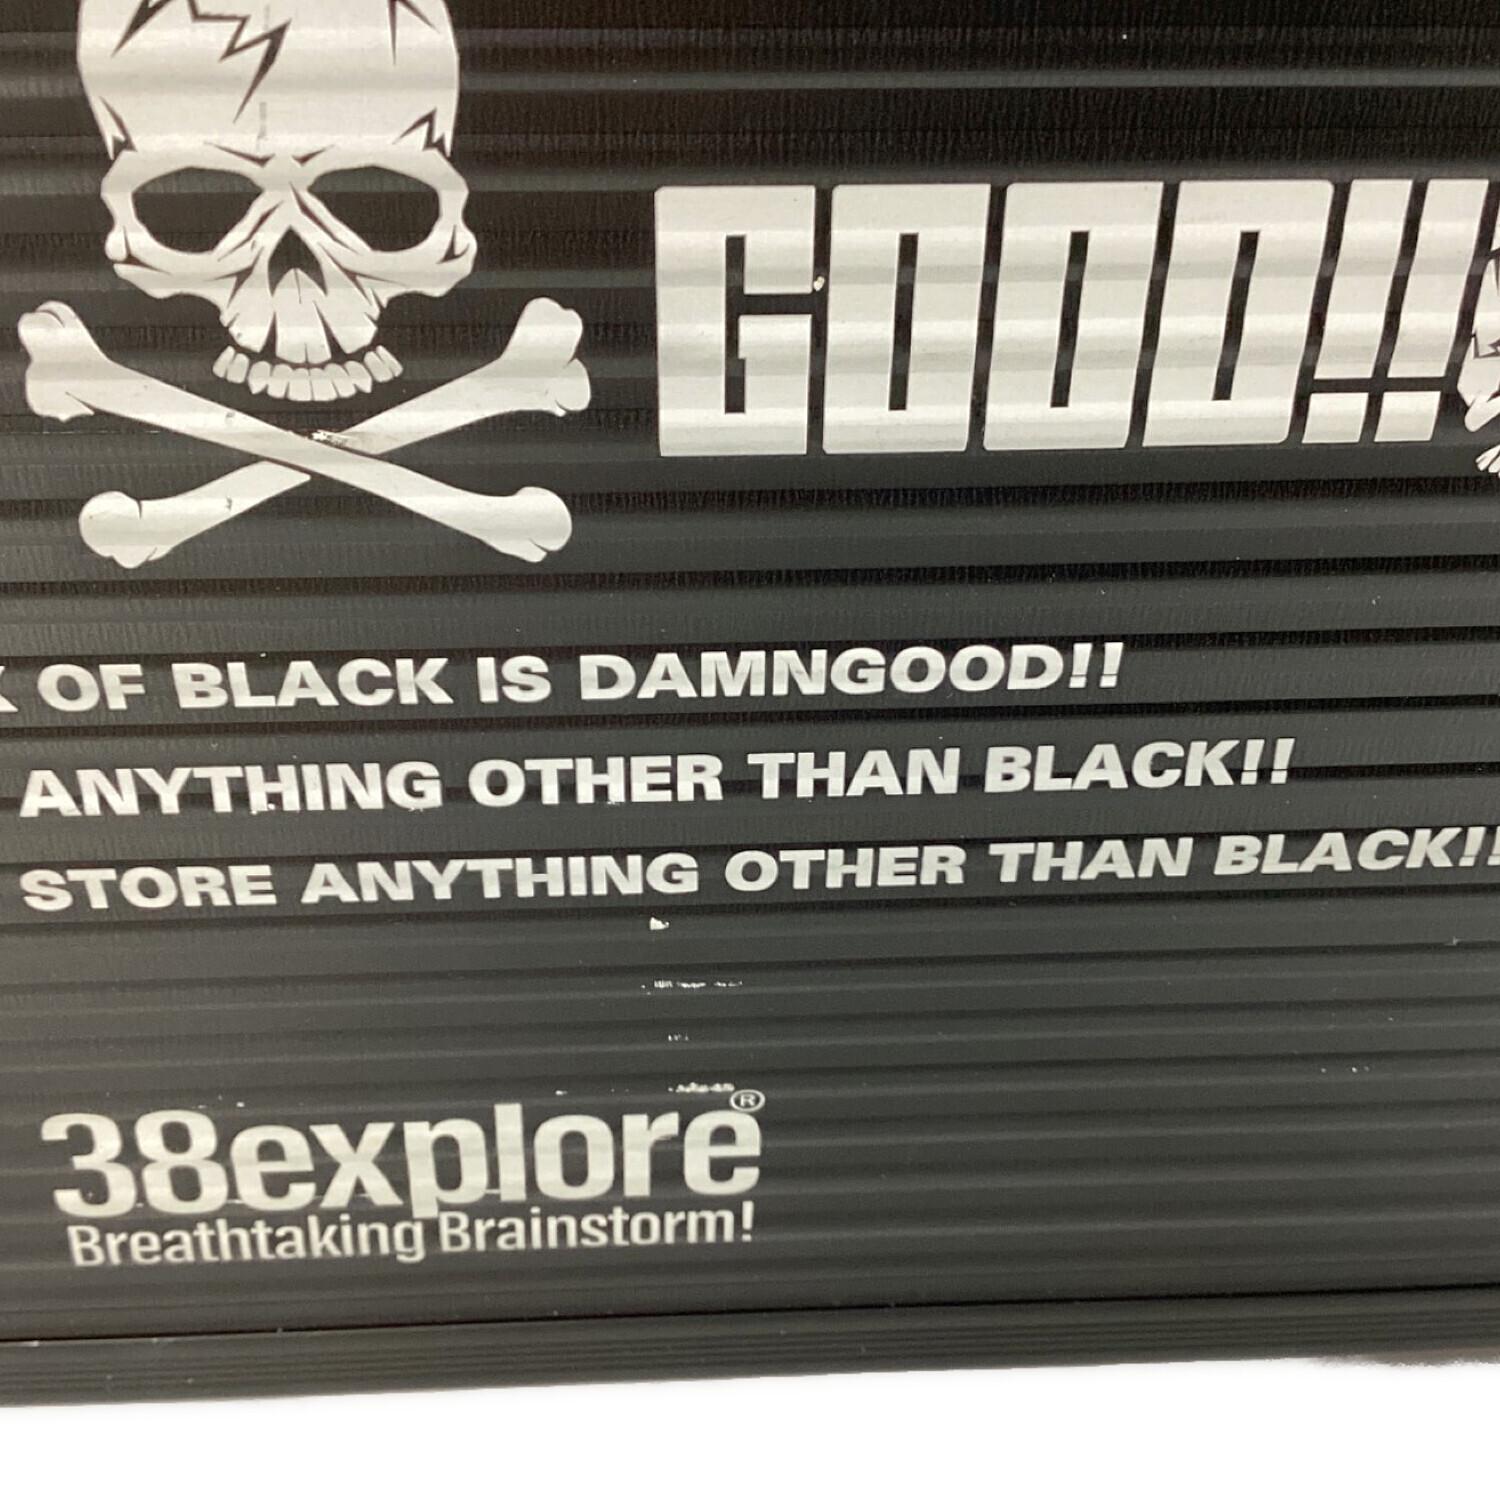 GOOD!!
OF BLACK IS DAMNGOOD!!
ANYTHING OTHER THAN BLACK!!
STORE ANYTHING OTHER THAN BLACK!!
38explore®
Breathtaking Brainstorm!